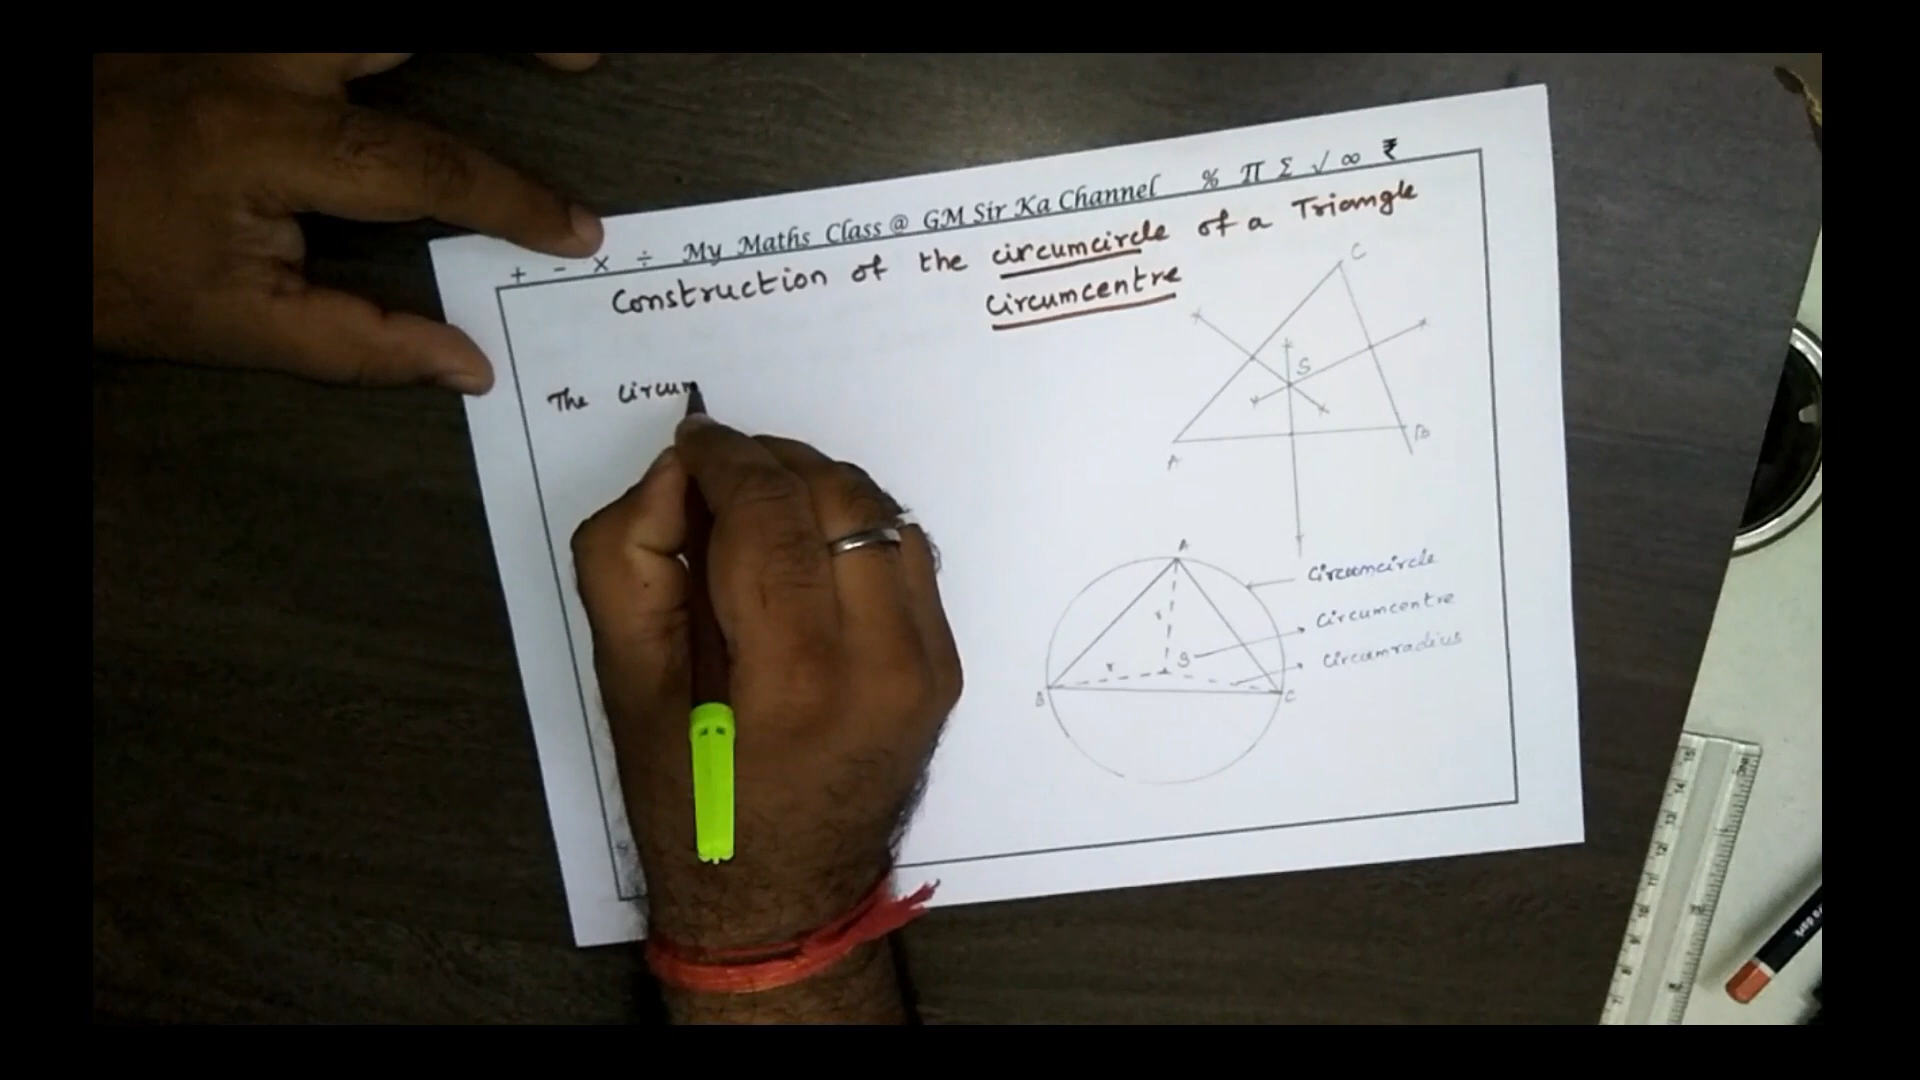 + - × ÷ My Maths Class @ GM Sir Ka Channel % Π Σ √ ∞ ₹
Construction of the circumcircle of a Triangle
Circumcentre
The Circum
C
S
A
B
A
Circumcircle
Circumcentre
r
S
Circumradius
r
B
C